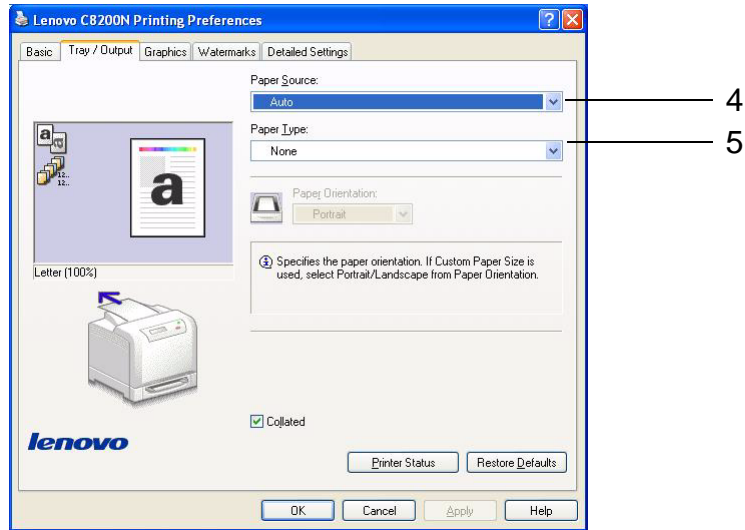 Lenovo C8200N Printing Preferences
Basic Tray / Output Graphics Watermarks Detailed Settings
Paper Source:
Auto
4
Paper Type:
5
None
a
a
12..
12..
a
Paper Orientation:
Portrait
Letter (100%)
Specifies the paper orientation. If Custom Paper Size is
used, select Portrait/Landscape from Paper Orientation.
Collated
lenovo
Printer Status Restore Defaults
OK Cancel Apply Help